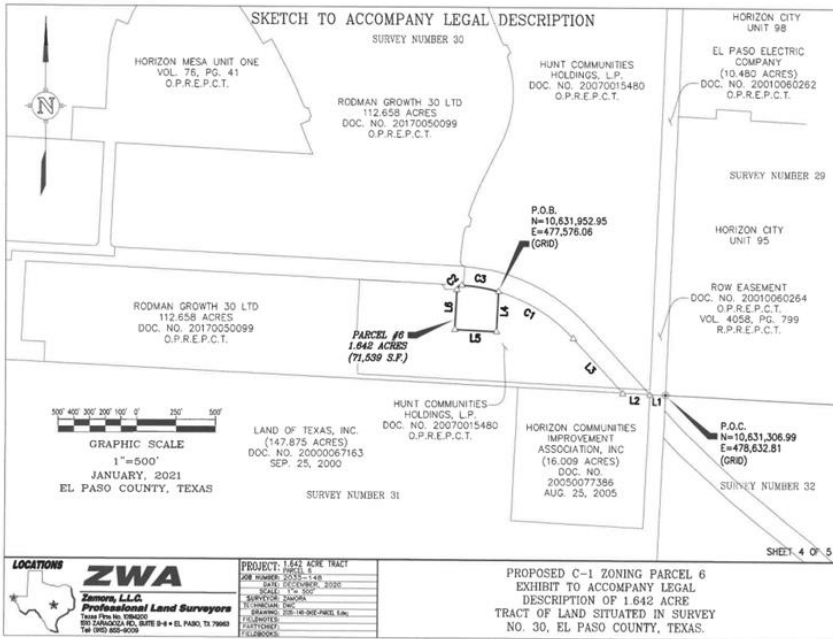 SKETCH TO ACCOMPANY LEGAL DESCRIPTION
SURVEY NUMBER 30
HORIZON MESA UNIT ONE
VOL. 76, PG. 41
O.P.R.E.P.C.T.
N
RODMAN GROWTH 30 LTD
112.658 ACRES
DOC. NO. 20170050099
O.P.R.E.P.C.T.
HUNT COMMUNITIES
HOLDINGS, L.P.
DOC. NO. 20070015480
O.P.R.E.P.C.T.
HORIZON CITY
UNIT 98
EL PASO ELECTRIC
COMPANY
(10.480 ACRES)
DOC. NO. 20010060262
O.P.R.E.P.C.T.
SURVEY NUMBER 29
P.O.B.
N=10,631,952.95
E=477,576.06
(GRID)
HORIZON CITY
UNIT 95
C2
C3
L6
L4
C1
L5
L3
L2
L1
RODMAN GROWTH 30 LTD
112.658 ACRES
DOC. NO. 20170050099
O.P.R.E.P.C.T.
PARCEL #6
1.642 ACRES
(71,539 S.F.)
ROW EASEMENT
DOC. NO. 20010060264
O.P.R.E.P.C.T.
VOL. 4058, PG. 799
R.P.R.E.P.C.T.
HUNT COMMUNITIES
HOLDINGS, L.P.
DOC. NO. 20070015480
O.P.R.E.P.C.T.
500' 400' 300' 200' 100' 0' 250' 500'
GRAPHIC SCALE
1"=500'
JANUARY, 2021
EL PASO COUNTY, TEXAS
LAND OF TEXAS, INC.
(147.875 ACRES)
DOC. NO. 20000067163
SEP. 25, 2000
SURVEY NUMBER 31
HORIZON COMMUNITIES
IMPROVEMENT
ASSOCIATION, INC
(16.009 ACRES)
DOC. NO.
20050077386
AUG. 25, 2005
P.O.C.
N=10,631,306.99
E=478,632.81
(GRID)
SURVEY NUMBER 32
SHEET 4 OF 5
LOCATIONS
ZWA
Zamora, L.L.C.
Professional Land Surveyors
PROJECT: 1.642 ACRE TRACT
PARCEL 6
DATE: DECEMBER, 2020
SCALE: 1"= 500'
SURVEYOR: ZAMORA
TECHNICIAN: DMC
FIELDNOTES:
PARTYCHIEF:
FIELDBOOKS:
PROPOSED C-1 ZONING PARCEL 6
EXHIBIT TO ACCOMPANY LEGAL
DESCRIPTION OF 1.642 ACRE
TRACT OF LAND SITUATED IN SURVEY
NO. 30, EL PASO COUNTY, TEXAS.